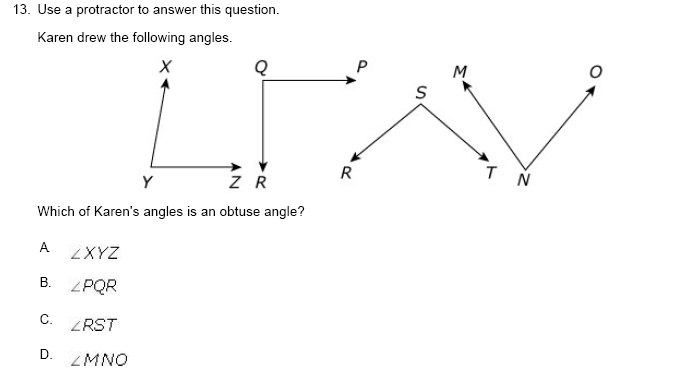 13. Use a protractor to answer this question.
Karen drew the following angles.
X Q P M O
S
Y Z R R T N
Which of Karen's angles is an obtuse angle?
A. ∠XYZ
B. ∠PQR
C. ∠RST
D. ∠MNO